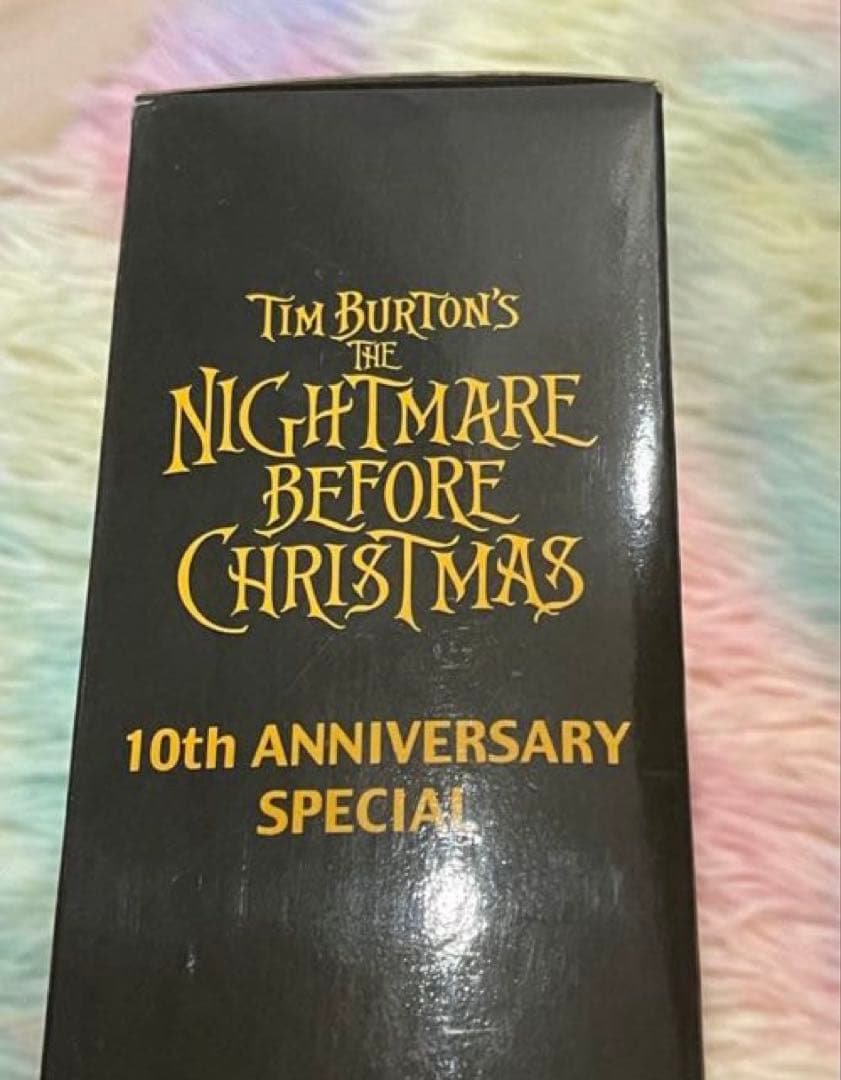 TIM BURTON'S
THE
NIGHTMARE
BEFORE
CHRISTMAS
10th ANNIVERSARY
SPECIAL